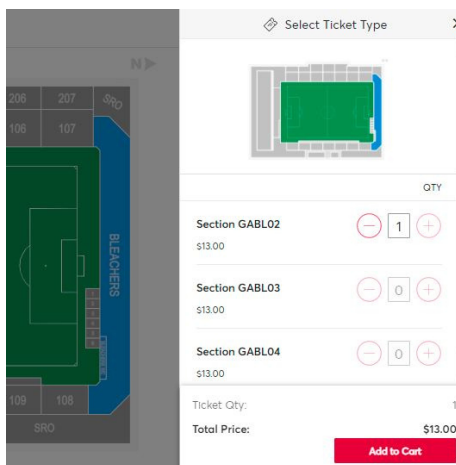 Select Ticket Type
N
206 207 SRO
106 107
BLEACHERS
109 108
SRO
QTY
Section GABL02
1
$13.00
Section GABL03
0
$13.00
Section GABL04
0
$13.00
Ticket Qty: 1
Total Price: $13.00
Add to Cart